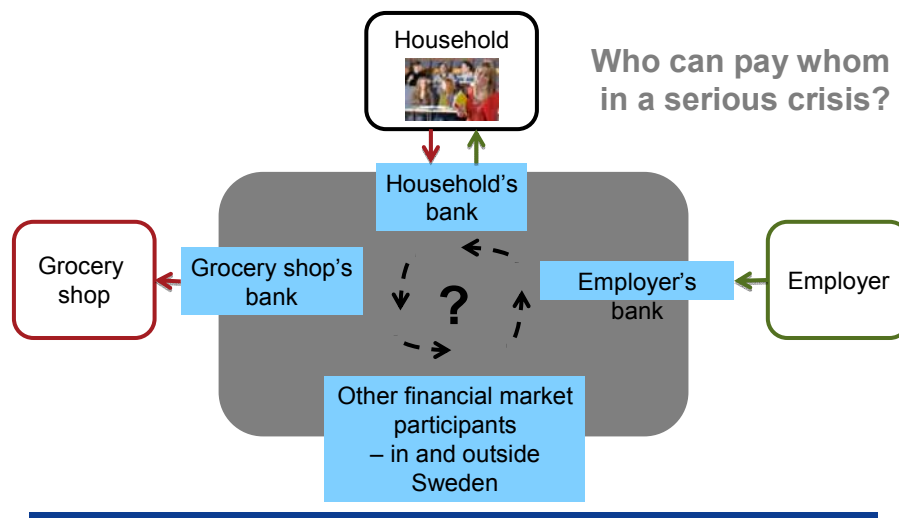 Household
Who can pay whom
in a serious crisis?
Household's
bank
Grocery
shop
Grocery shop's
bank
?
Employer's
bank
Employer
Other financial market
participants
– in and outside
Sweden